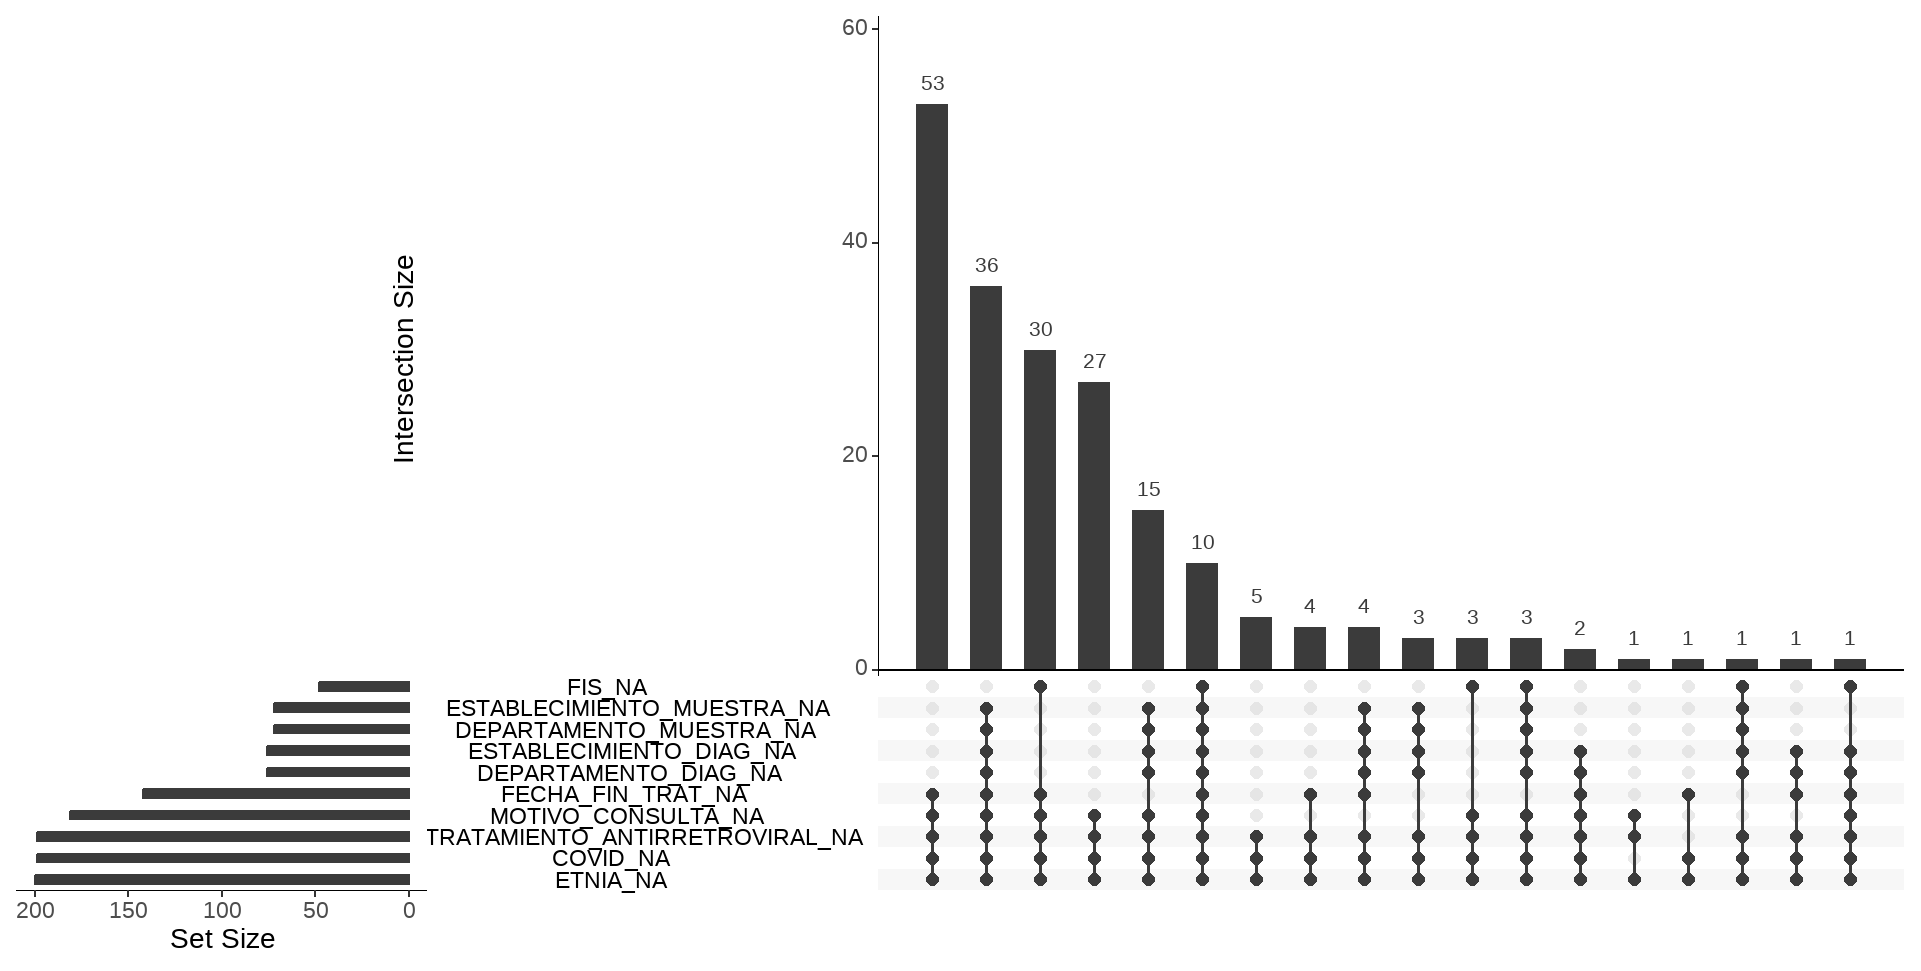 60
53
36
Intersection Size
40
30
27
20
15
10
5
4
4
3
3
3
2
1
1
1
1
1
0
FIS_NA
ESTABLECIMIENTO_MUESTRA_NA
DEPARTAMENTO_MUESTRA_NA
ESTABLECIMIENTO_DIAG_NA
DEPARTAMENTO_DIAG_NA
FECHA_FIN_TRAT_NA
MOTIVO_CONSULTA_NA
TRATAMIENTO_ANTIRRETROVIRAL_NA
COVID_NA
ETNIA_NA
200 150 100 50 0
Set Size